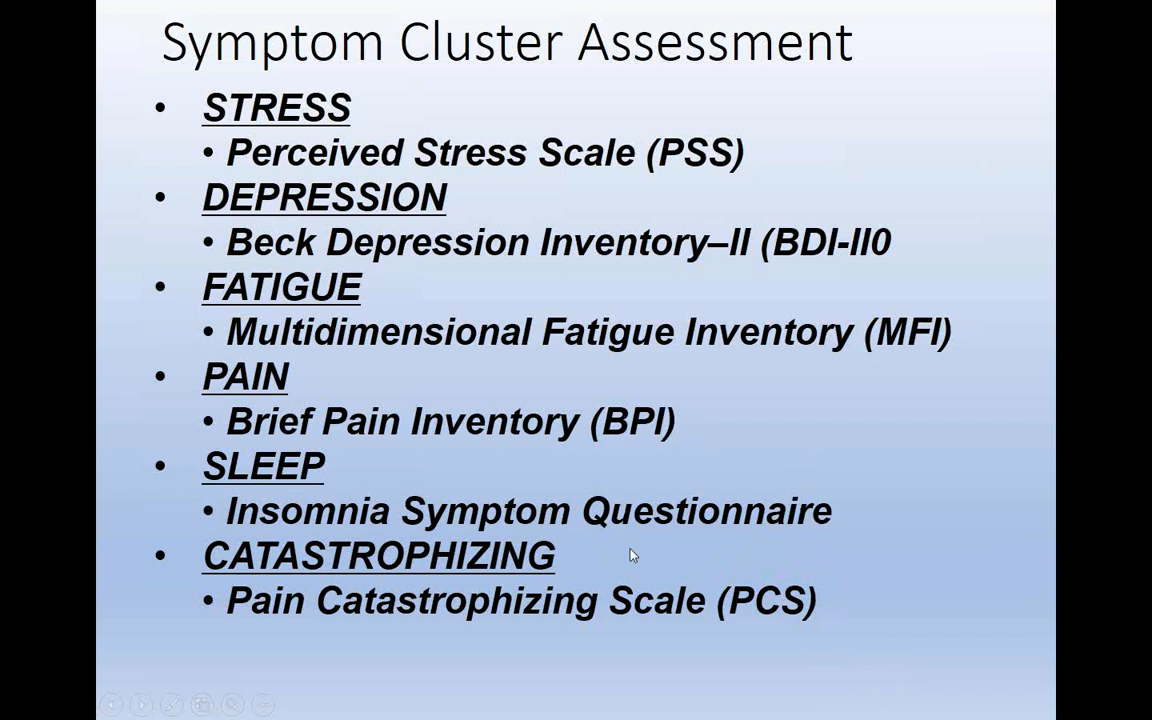 Symptom Cluster Assessment
• STRESS
• Perceived Stress Scale (PSS)
• DEPRESSION
• Beck Depression Inventory–II (BDI-II0
• FATIGUE
• Multidimensional Fatigue Inventory (MFI)
• PAIN
• Brief Pain Inventory (BPI)
• SLEEP
• Insomnia Symptom Questionnaire
• CATASTROPHIZING
• Pain Catastrophizing Scale (PCS)